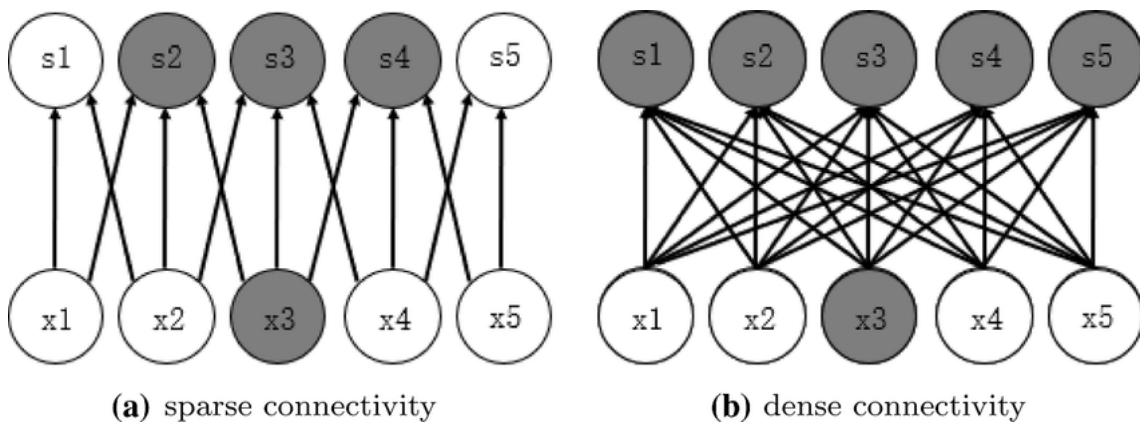 s1 s2 s3 s4 s5 s1 s2 s3 s4 s5
x1 x2 x3 x4 x5 x1 x2 x3 x4 x5
(a) sparse connectivity (b) dense connectivity